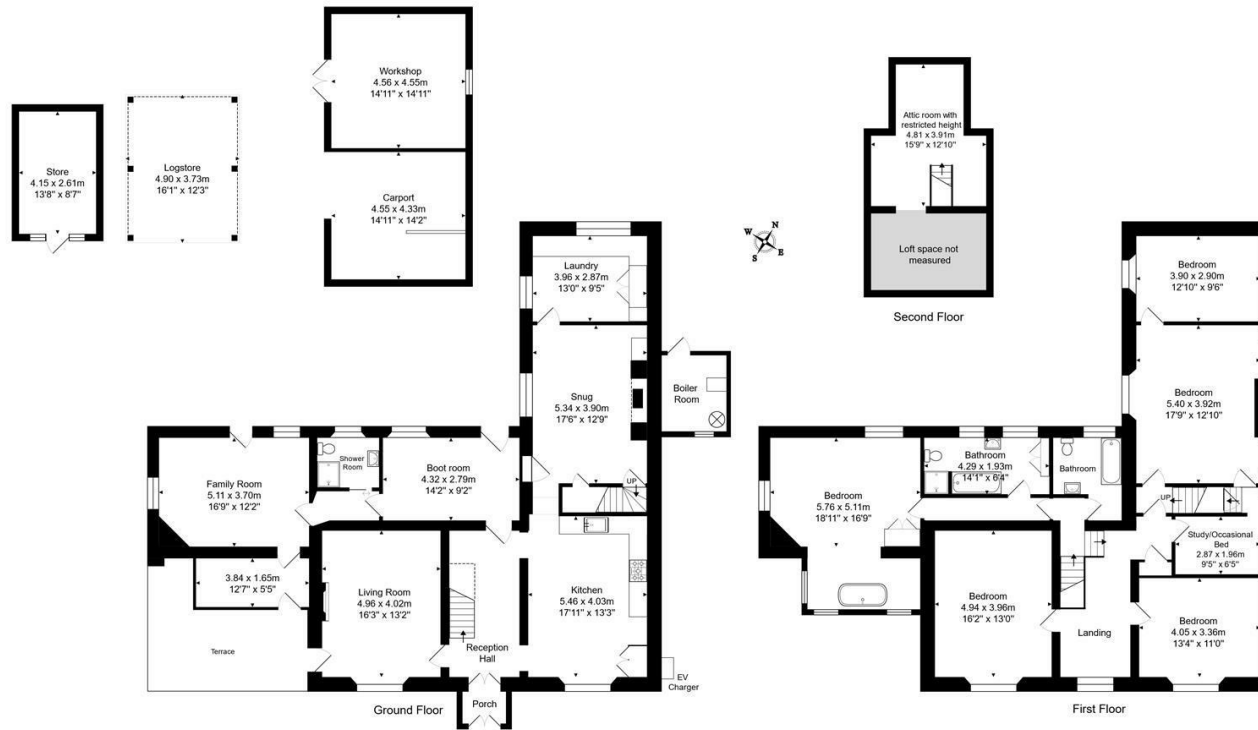 Workshop
4.56 x 4.55m
14'11" x 14'11"
Store
4.15 x 2.61m
13'8" x 8'7"
Logstore
4.90 x 3.73m
16'1" x 12'3"
Carport
4.55 x 4.33m
14'11" x 14'2"
Laundry
3.96 x 2.87m
13'0" x 9'5"
Snug
5.34 x 3.90m
17'6" x 12'9"
Boiler
Room
Family Room
5.11 x 3.70m
16'9" x 12'2"
Shower
Room
Boot room
4.32 x 2.79m
14'2" x 9'2"
UP
3.84 x 1.65m
12'7" x 5'5"
Living Room
4.96 x 4.02m
16'3" x 13'2"
Kitchen
5.46 x 4.03m
17'11" x 13'3"
Terrace
Reception
Hall
Porch
EV
Charger
Ground Floor
N
W
E
S
Attic room with
restricted height
4.81 x 3.91m
15'9" x 12'10"
Loft space not
measured
Second Floor
Bedroom
3.90 x 2.90m
12'10" x 9'6"
Bedroom
5.40 x 3.92m
17'9" x 12'10"
Bathroom
4.29 x 1.93m
14'1" x 6'4"
Bathroom
Bedroom
5.76 x 5.11m
18'11" x 16'9"
UP
Study/Occasional
Bed
2.87 x 1.96m
9'5" x 6'5"
Bedroom
4.94 x 3.96m
16'2" x 13'0"
Landing
Bedroom
4.05 x 3.36m
13'4" x 11'0"
First Floor